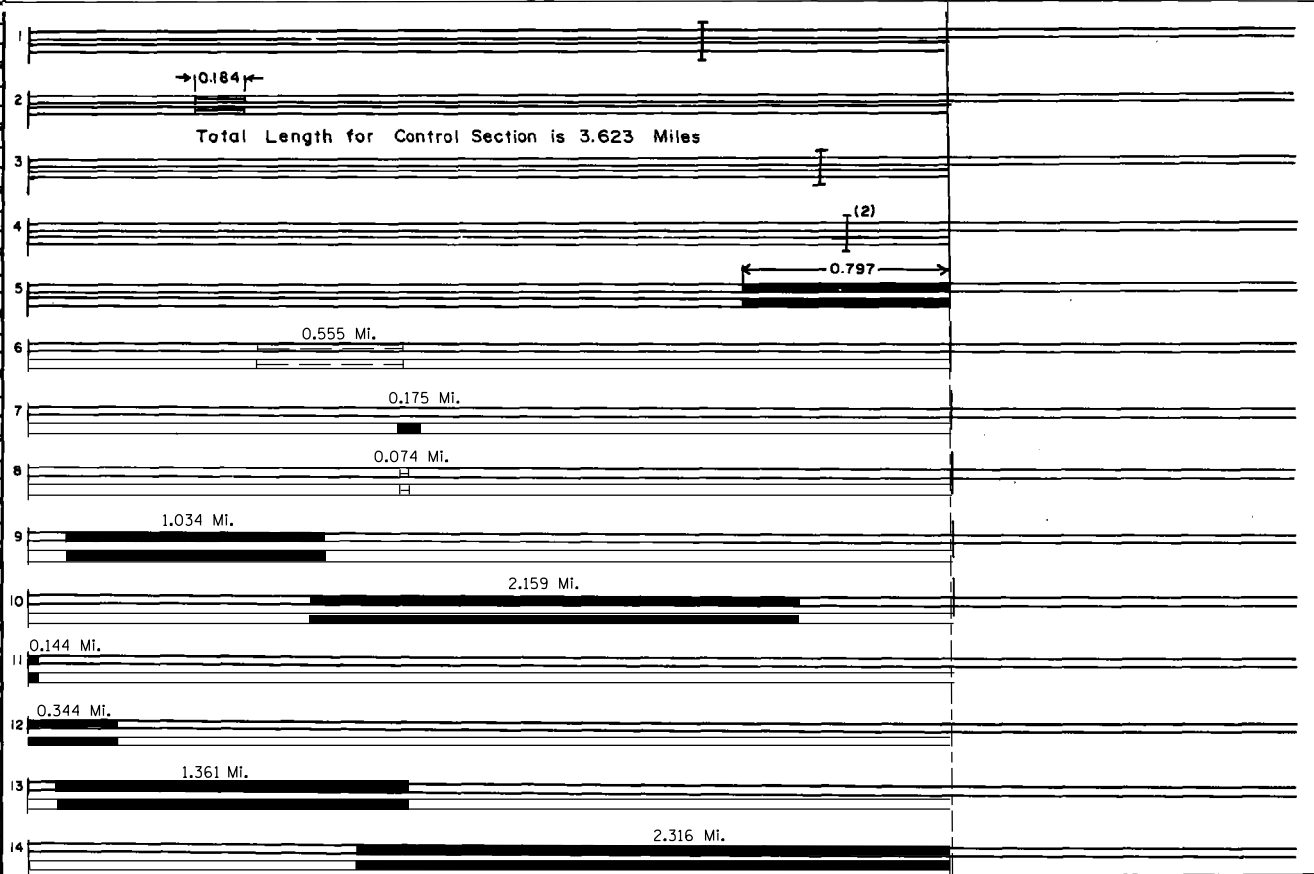 1
→0.184←
2
Total Length for Control Section is 3.623 Miles
3
(2)
4
0.797
5
0.555 Mi.
6
0.175 Mi.
7
0.074 Mi.
8
1.034 Mi.
9
2.159 Mi.
10
0.144 Mi.
11
0.344 Mi.
12
1.361 Mi.
13
2.316 Mi.
14